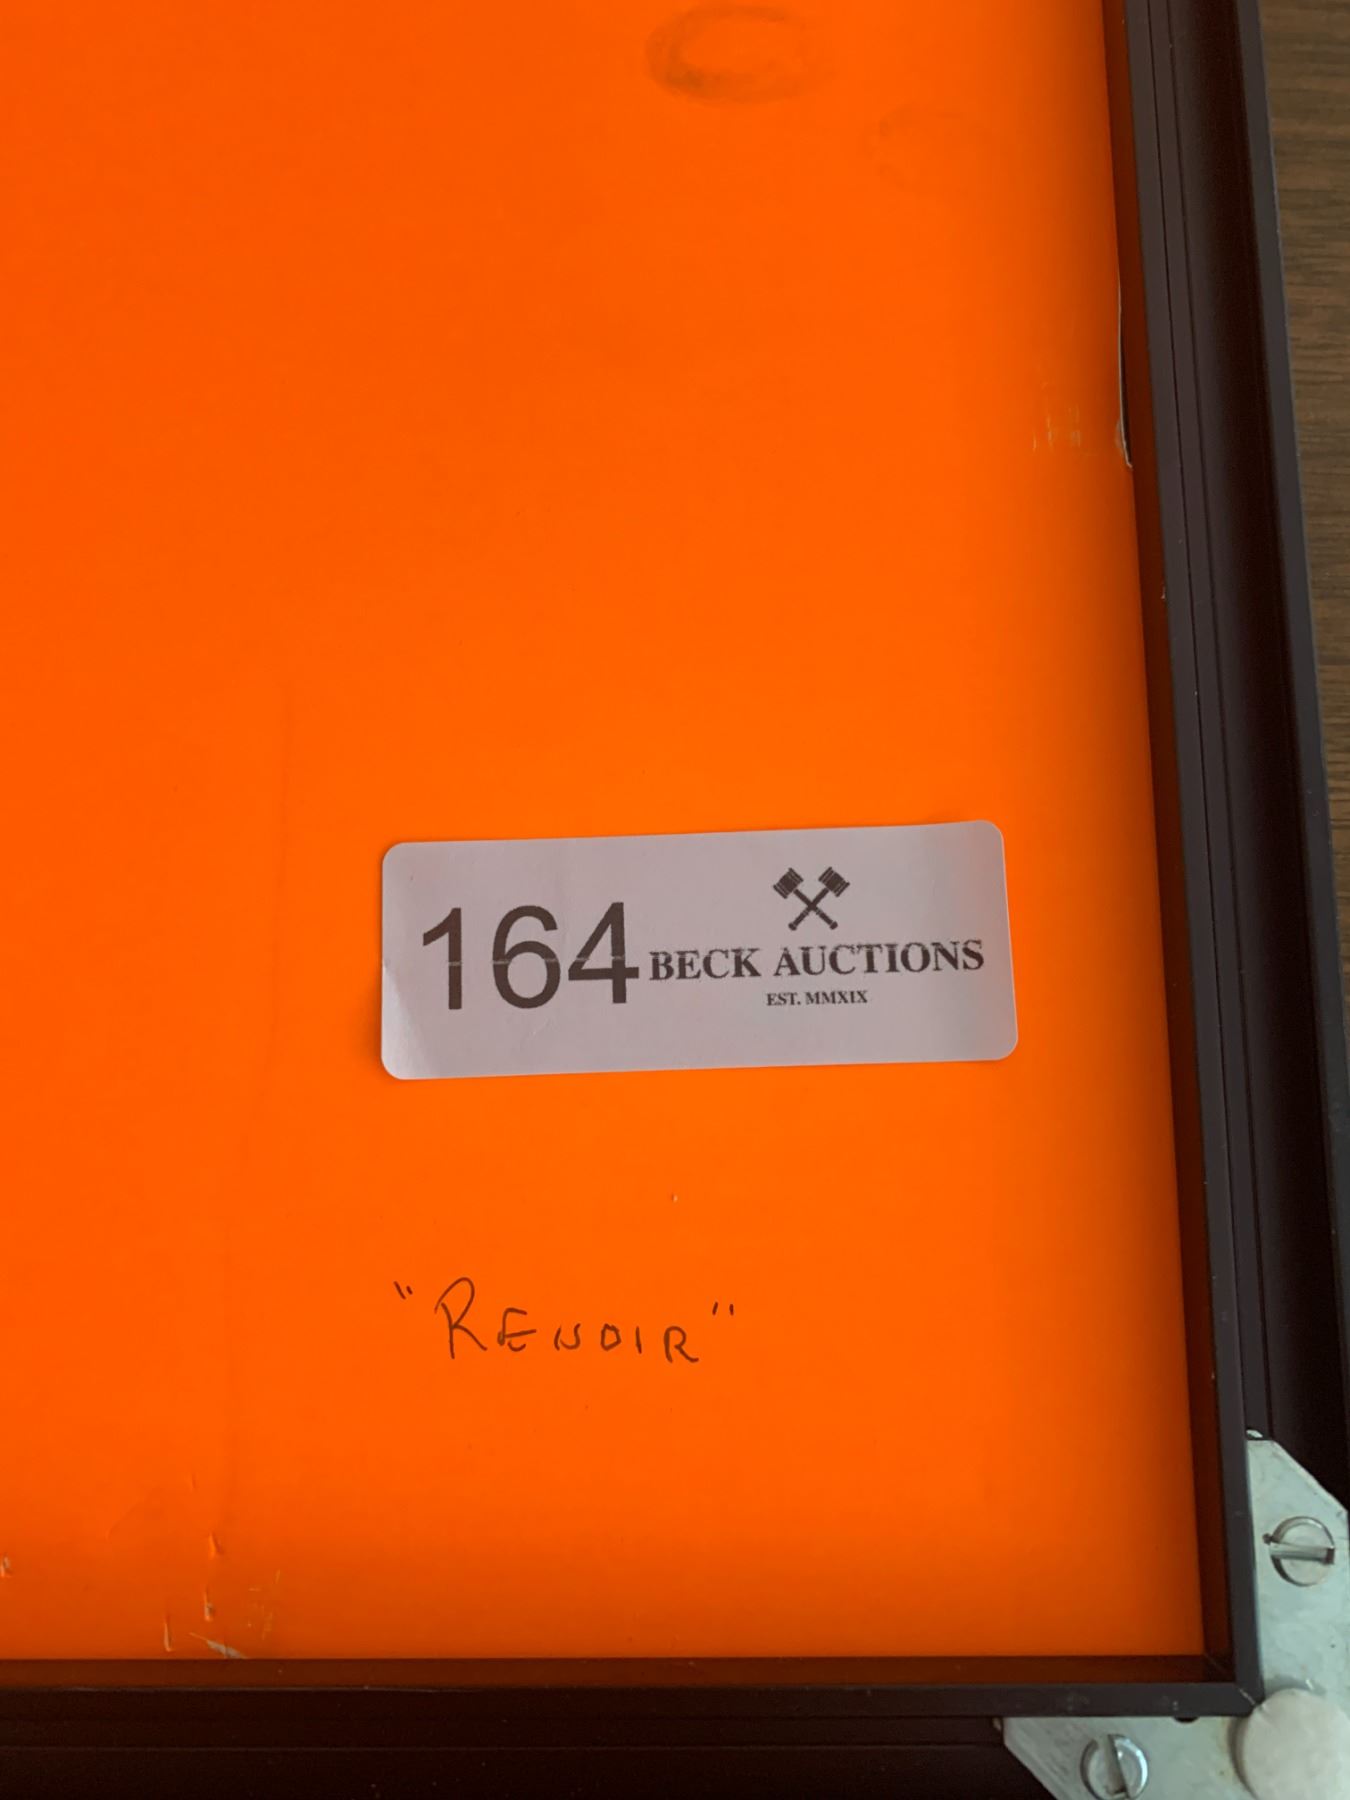 164 BECK AUCTIONS
EST. MMXIX
"RENOIR"